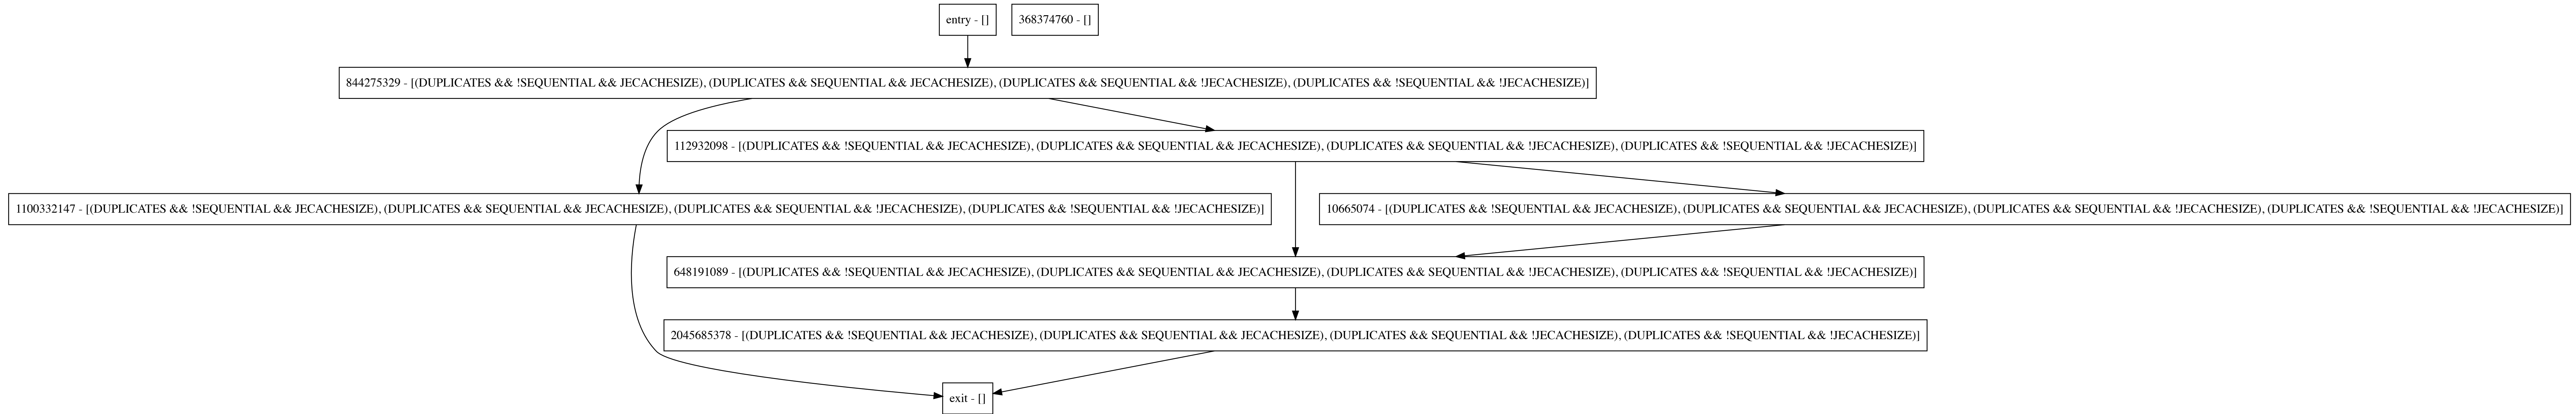 entry - []
368374760 - []
844275329 - [(DUPLICATES && !SEQUENTIAL && JECACHESIZE), (DUPLICATES && SEQUENTIAL && JECACHESIZE), (DUPLICATES && SEQUENTIAL && !JECACHESIZE), (DUPLICATES && !SEQUENTIAL && !JECACHESIZE)]
112932098 - [(DUPLICATES && !SEQUENTIAL && JECACHESIZE), (DUPLICATES && SEQUENTIAL && JECACHESIZE), (DUPLICATES && SEQUENTIAL && !JECACHESIZE), (DUPLICATES && !SEQUENTIAL && !JECACHESIZE)]
1100332147 - [(DUPLICATES && !SEQUENTIAL && JECACHESIZE), (DUPLICATES && SEQUENTIAL && JECACHESIZE), (DUPLICATES && SEQUENTIAL && !JECACHESIZE), (DUPLICATES && !SEQUENTIAL && !JECACHESIZE)]
10665074 - [(DUPLICATES && !SEQUENTIAL && JECACHESIZE), (DUPLICATES && SEQUENTIAL && JECACHESIZE), (DUPLICATES && SEQUENTIAL && !JECACHESIZE), (DUPLICATES && !SEQUENTIAL && !JECACHESIZE)]
648191089 - [(DUPLICATES && !SEQUENTIAL && JECACHESIZE), (DUPLICATES && SEQUENTIAL && JECACHESIZE), (DUPLICATES && SEQUENTIAL && !JECACHESIZE), (DUPLICATES && !SEQUENTIAL && !JECACHESIZE)]
2045685378 - [(DUPLICATES && !SEQUENTIAL && JECACHESIZE), (DUPLICATES && SEQUENTIAL && JECACHESIZE), (DUPLICATES && SEQUENTIAL && !JECACHESIZE), (DUPLICATES && !SEQUENTIAL && !JECACHESIZE)]
exit - []